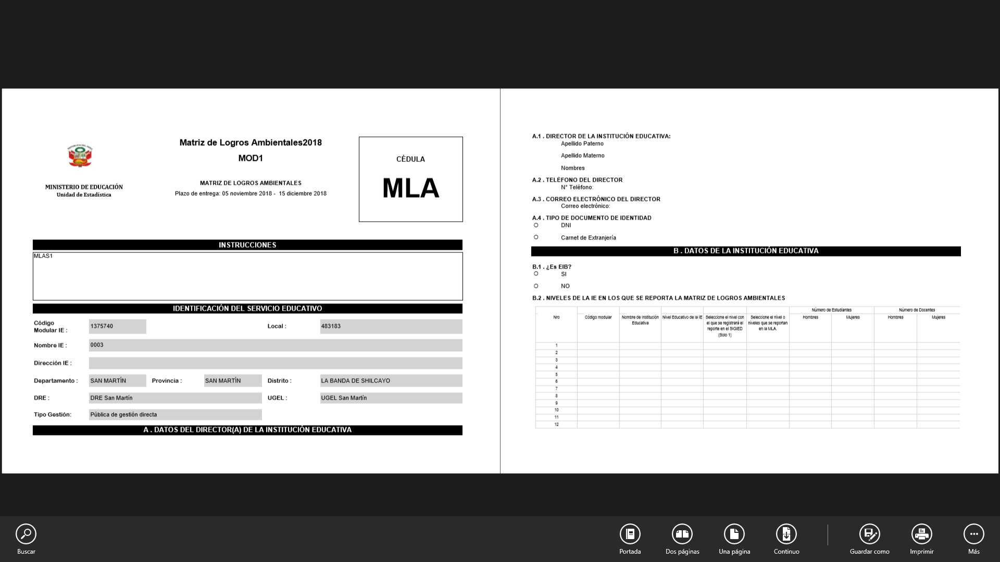 REPÚBLICA DEL PERÚ
MINISTERIO DE EDUCACIÓN
Unidad de Estadística
Matriz de Logros Ambientales2018
MOD1
MATRIZ DE LOGROS AMBIENTALES
Plazo de entrega: 05 noviembre 2018 -  15 diciembre 2018
CÉDULA
MLA
INSTRUCCIONES
MLAS1
IDENTIFICACIÓN DEL SERVICIO EDUCATIVO
Código
Modular IE : 1375740 Local : 483183
Nombre IE : 0003
Dirección IE :
Departamento : SAN MARTÍN Provincia : SAN MARTÍN Distrito : LA BANDA DE SHILCAYO
DRE : DRE San Martín UGEL : UGEL San Martín
Tipo Gestión: Pública de gestión directa
A . DATOS DEL DIRECTOR(A) DE LA INSTITUCIÓN EDUCATIVA
A.1 . DIRECTOR DE LA INSTITUCIÓN EDUCATIVA:
Apellido Paterno
Apellido Materno
Nombres
A.2 . TELÉFONO DEL DIRECTOR
N° Teléfono:
A.3 . CORREO ELECTRÓNICO DEL DIRECTOR
Correo electrónico:
A.4 . TIPO DE DOCUMENTO DE IDENTIDAD
DNI
Carnet de Extranjería
B . DATOS DE LA INSTITUCIÓN EDUCATIVA
B.1 . ¿Es EIB?
SI
NO
B.2 . NIVELES DE LA IE EN LOS QUE SE REPORTA LA MATRIZ DE LOGROS AMBIENTALES
Número de Estudiantes Número de Docentes
Nro Código modular Nombre de Institución Nivel Educativo de la IE Seleccione el nivel con Seleccione el nivel o Hombres Mujeres Hombres Mujeres
Educativa el que se registrará el niveles que se reportan
reporte en el SIGIED en la MLA.
(Solo 1)
1
2
3
4
5
6
7
8
9
10
11
12
Buscar
Portada
Dos páginas
Una página
Continuo
Guardar como
Imprimir
Más